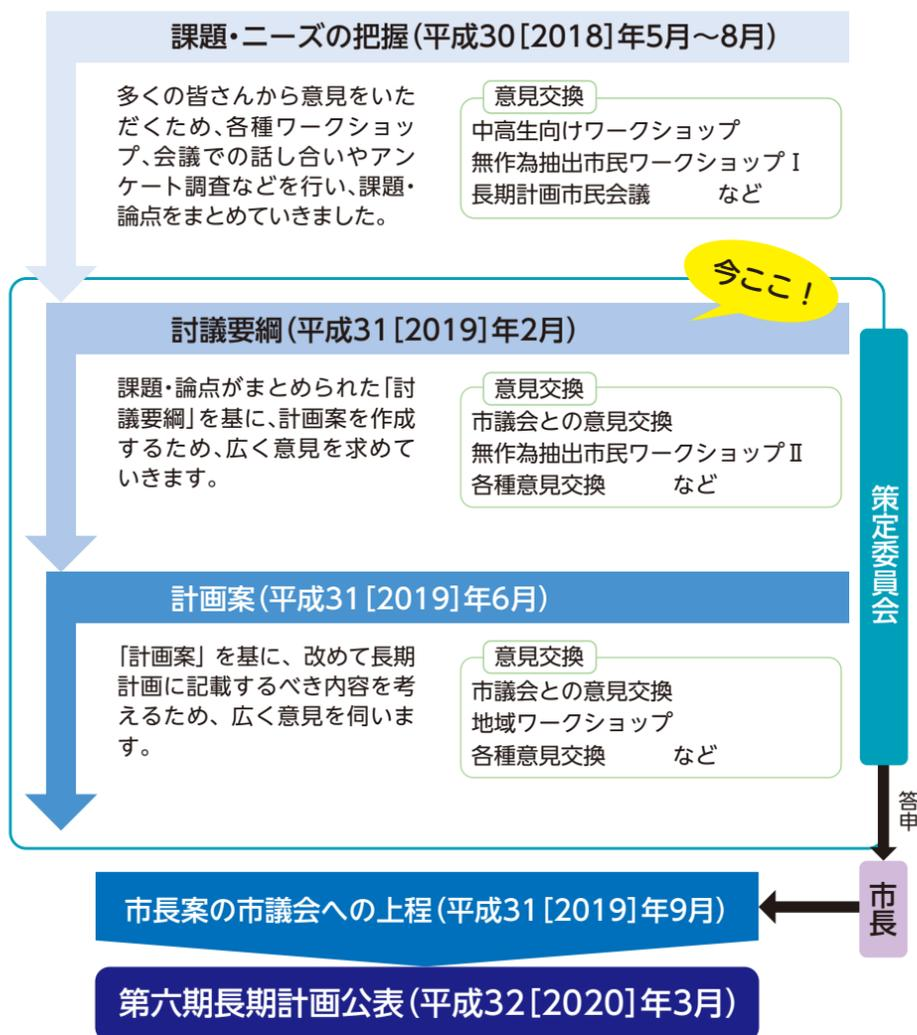 課題・ニーズの把握(平成30[2018]年5月～8月)
多くの皆さんから意見をいた
だくため、各種ワークショッ
プ、会議での話し合いやアン
ケート調査などを行い、課題・
論点をまとめていきました。
意見交換
中高生向けワークショップ
無作為抽出市民ワークショップⅠ
長期計画市民会議 など
今ここ!
討議要綱(平成31[2019]年2月)
課題・論点がまとめられた「討
議要綱」を基に、計画案を作成
するため、広く意見を求めて
いきます。
意見交換
市議会との意見交換
無作為抽出市民ワークショップⅡ
各種意見交換 など
計画案(平成31[2019]年6月)
「計画案」を基に、改めて長期
計画に記載するべき内容を考
えるため、広く意見を伺いま
す。
意見交換
市議会との意見交換
地域ワークショップ
各種意見交換 など
策定委員会
答申
市長
市長案の市議会への上程(平成31[2019]年9月)
第六期長期計画公表(平成32[2020]年3月)